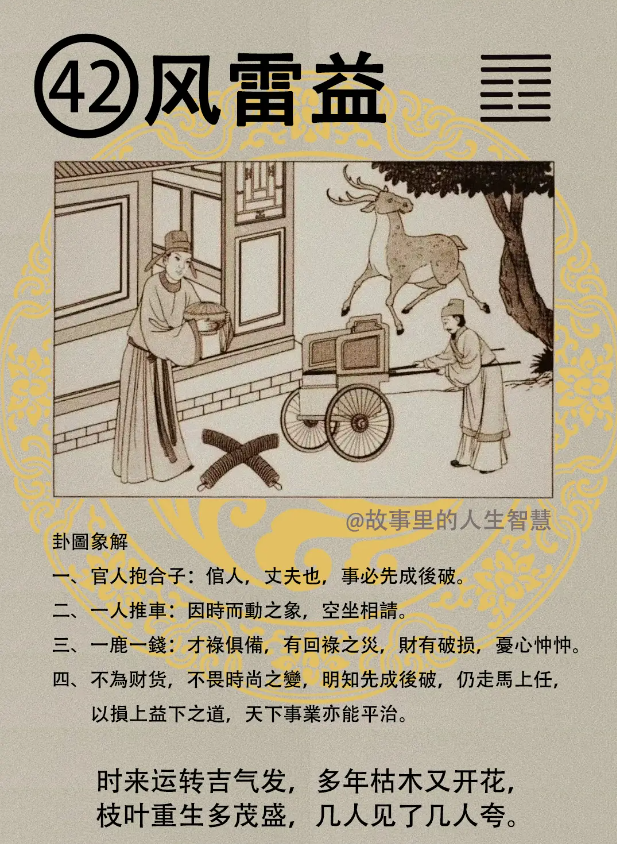 42风雷益
@故事里的人生智慧
卦圖象解
一、官人抱合子：倌人，丈夫也，事必先成後破。
二、一人推車：因時而動之象，空坐相請。
三、一鹿一錢：才祿俱備，有回祿之災，財有破損，憂心忡忡。
四、不為财货，不畏時尚之變，明知先成後破，仍走馬上任，
以損上益下之道，天下事業亦能平治。
时来运转吉气发，多年枯木又开花，
枝叶重生多茂盛，几人见了几人夸。